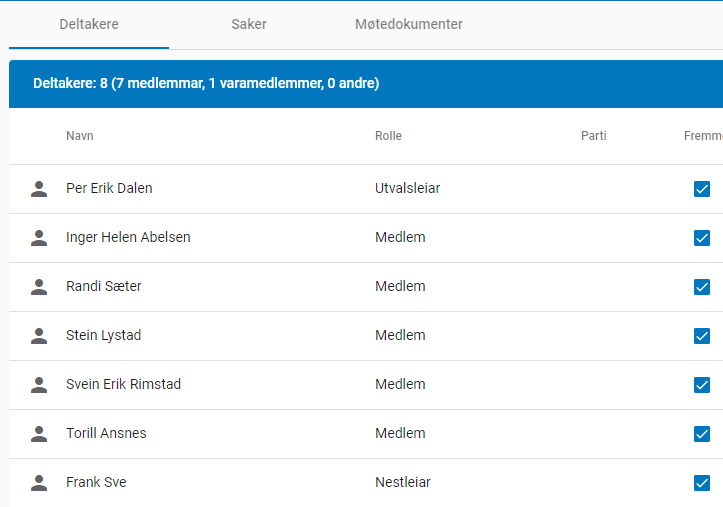 Deltakere Saker Møtedokumenter
Deltakere: 8 (7 medlemmar, 1 varamedlemmer, 0 andre)
Navn Rolle Parti Fremm
Per Erik Dalen Utvalsleiar
Inger Helen Abelsen Medlem
Randi Sæter Medlem
Stein Lystad Medlem
Svein Erik Rimstad Medlem
Torill Ansnes Medlem
Frank Sve Nestleiar